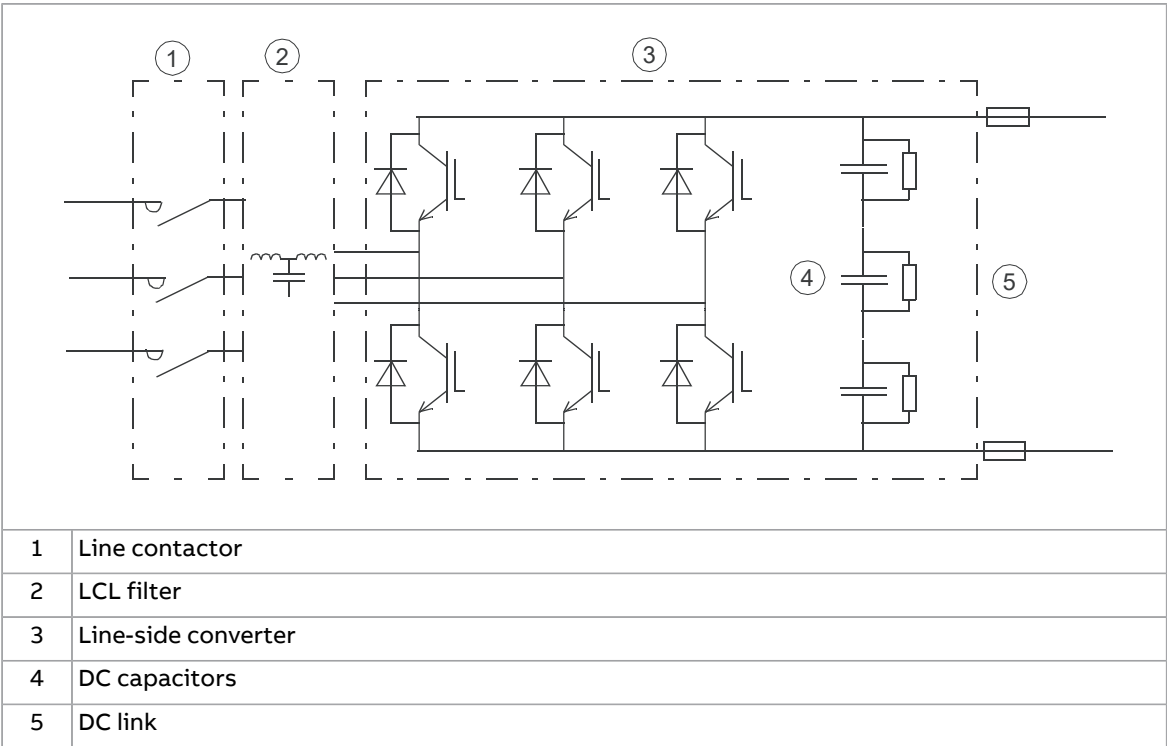 1
2
3
4
5
1 Line contactor
2 LCL filter
3 Line-side converter
4 DC capacitors
5 DC link